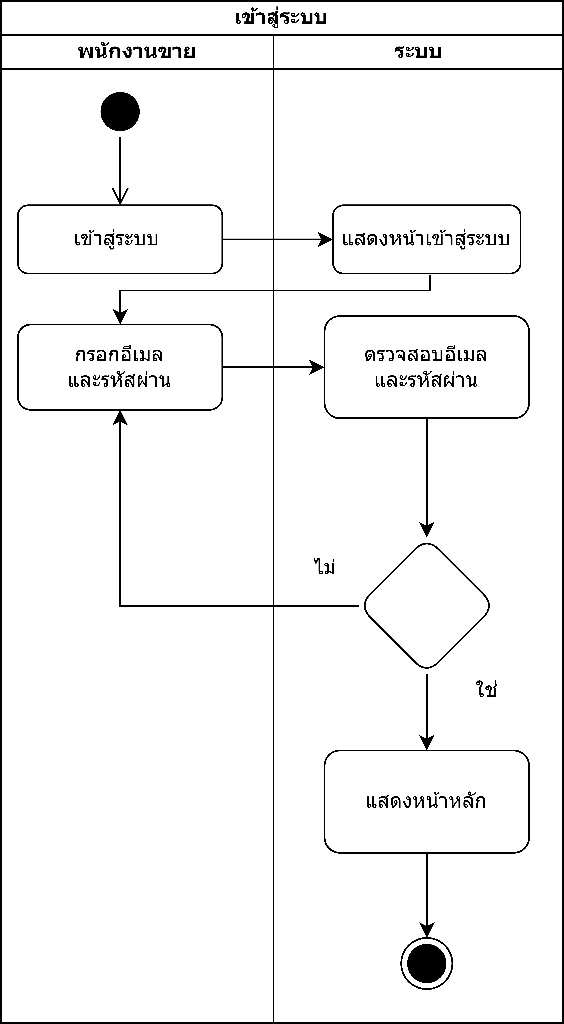 เข้าสู่ระบบ
พนักงานขาย
ระบบ
เข้าสู่ระบบ
แสดงหน้าเข้าสู่ระบบ
กรอกอีเมล
และรหัสผ่าน
ตรวจสอบอีเมล
และรหัสผ่าน
ไม่
ใช่
แสดงหน้าหลัก